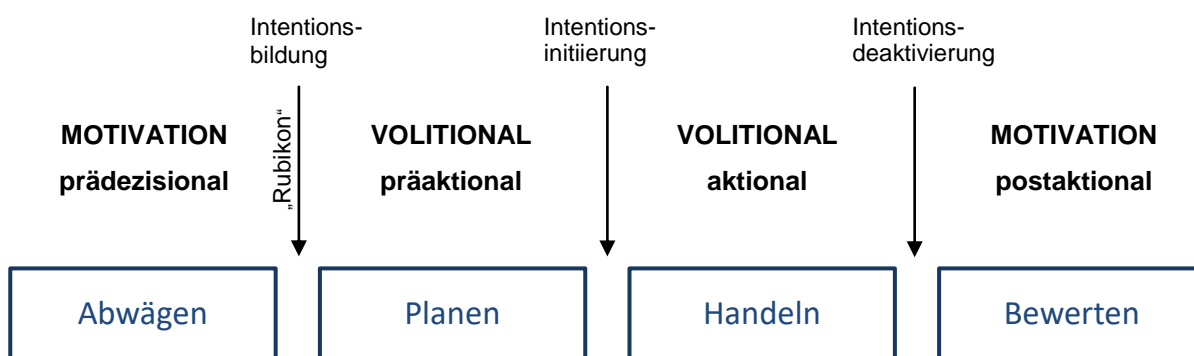 Intentions-
bildung
Intentions-
initiierung
Intentions-
deaktivierung
„Rubikon“
MOTIVATION
prädezisional
VOLITIONAL
präaktional
VOLITIONAL
aktional
MOTIVATION
postaktional
Abwägen
Planen
Handeln
Bewerten